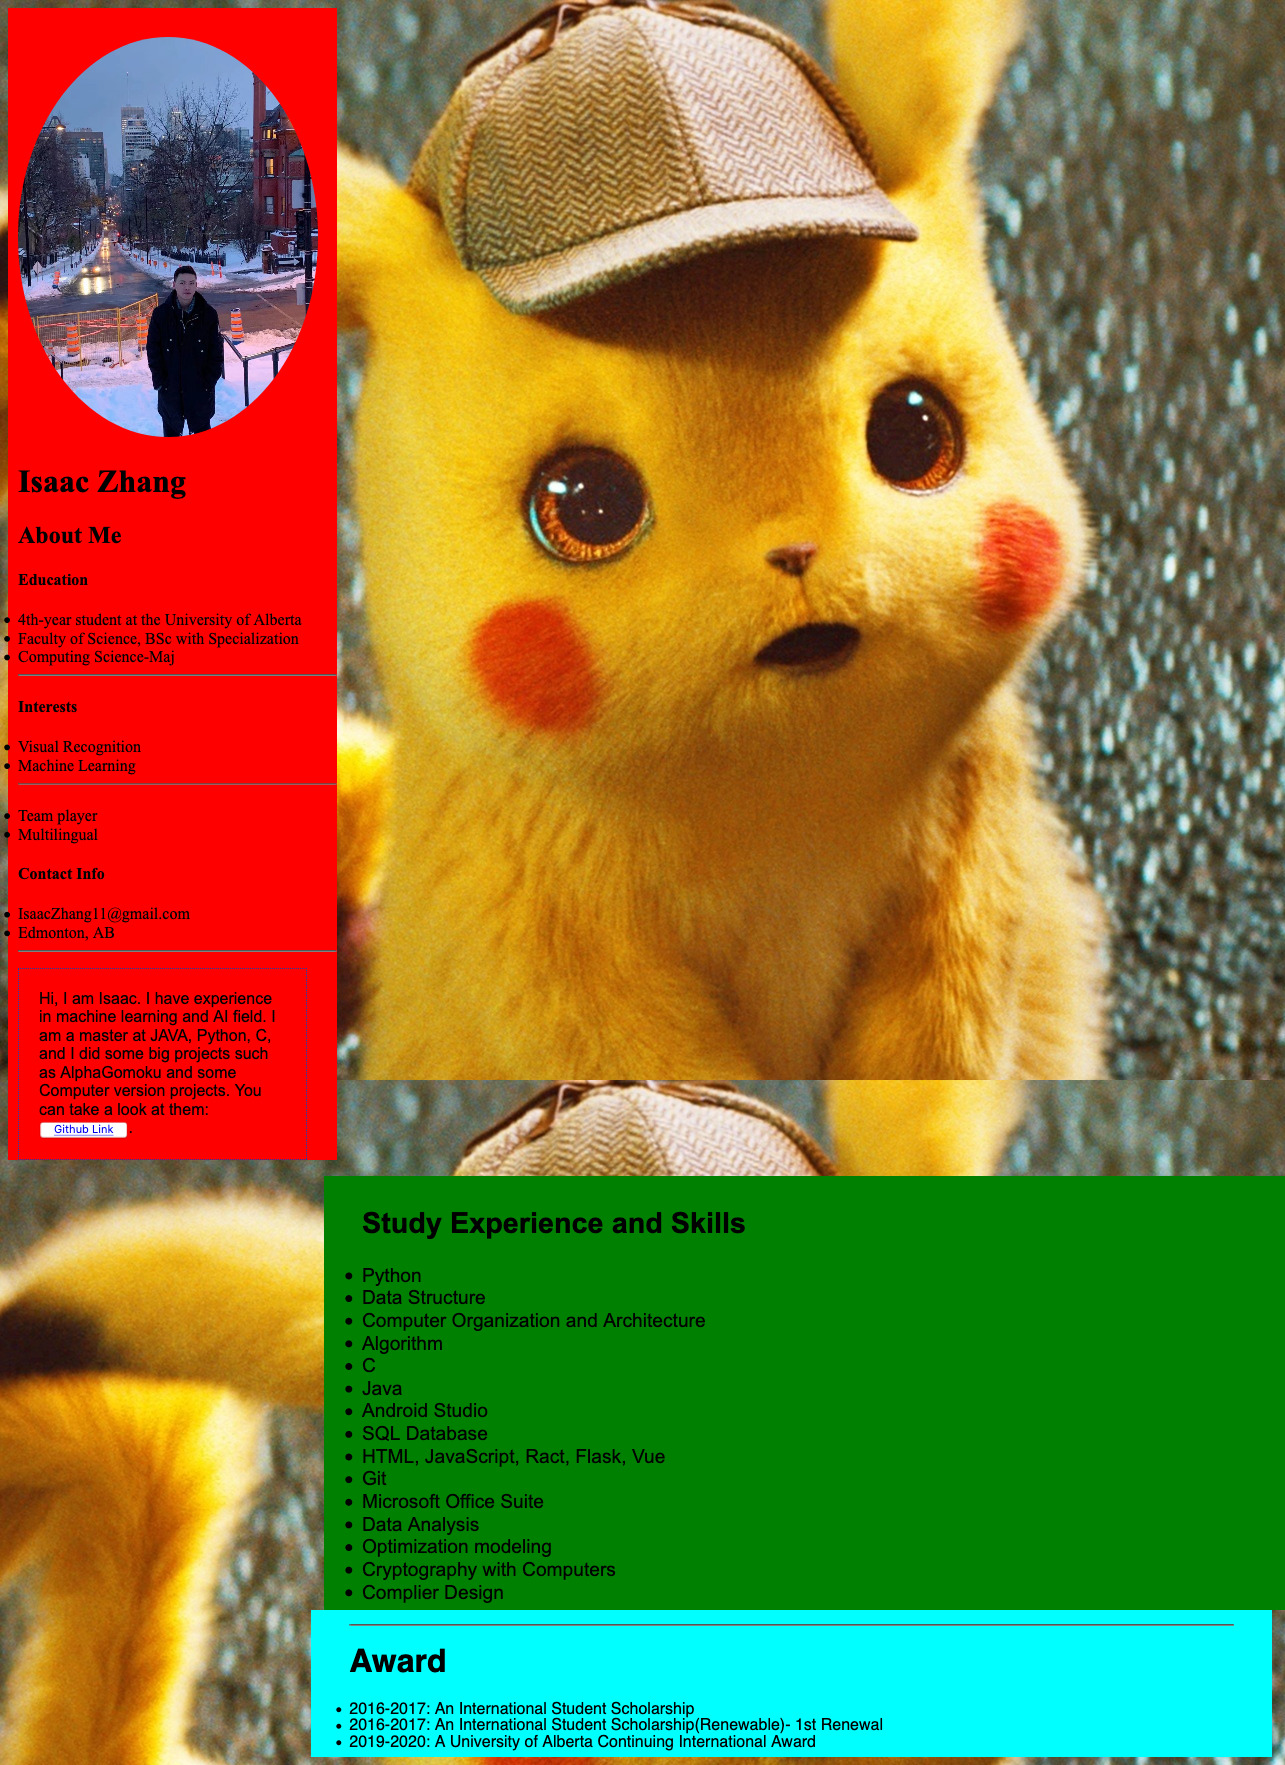 Isaac Zhang
About Me
Education
4th-year student at the University of Alberta
Faculty of Science, BSc with Specialization
Computing Science-Maj
Interests
Visual Recognition
Machine Learning
Team player
Multilingual
Contact Info
IsaacZhang11@gmail.com
Edmonton, AB
Hi, I am Isaac. I have experience
in machine learning and AI field. I
am a master at JAVA, Python, C,
and I did some big projects such
as AlphaGomoku and some
Computer version projects. You
can take a look at them:
Github Link .
Study Experience and Skills
Python
Data Structure
Computer Organization and Architecture
Algorithm
C
Java
Android Studio
SQL Database
HTML, JavaScript, Ract, Flask, Vue
Git
Microsoft Office Suite
Data Analysis
Optimization modeling
Cryptography with Computers
Complier Design
Award
2016-2017: An International Student Scholarship
2016-2017: An International Student Scholarship(Renewable)- 1st Renewal
2019-2020: A University of Alberta Continuing International Award